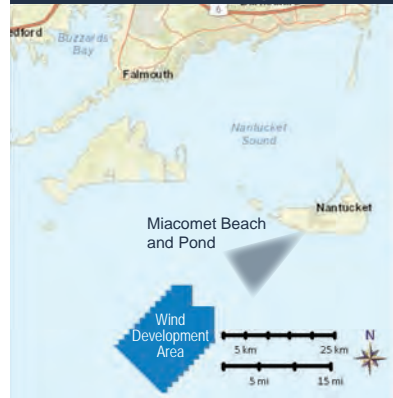 6
edford
Buzzards
Bay
Falmouth
Nantucket
Sound
Nantucket
Miacomet Beach
and Pond
Wind
Development
Area
N
5 km 25 km
5 mi 15 mi